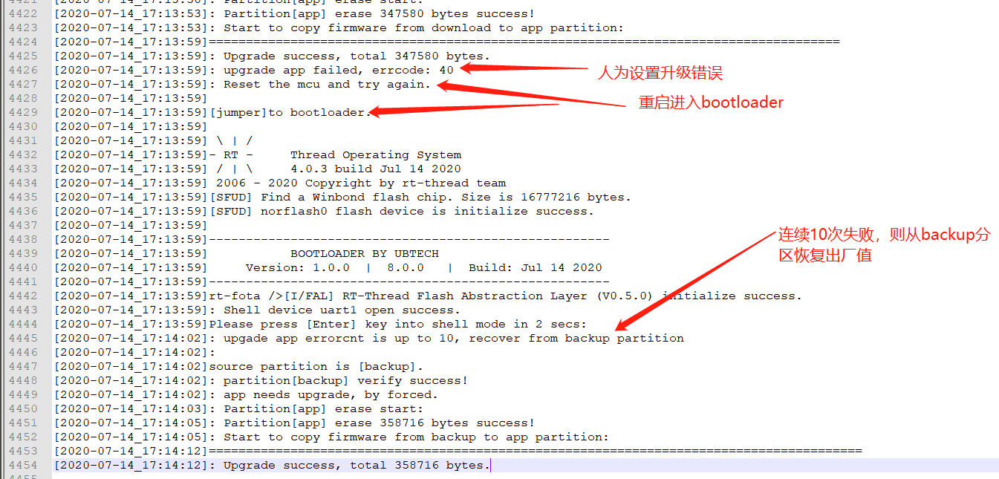 4421 [2020-07-14_17:13:50]: Partition[app] erase start:
4422 [2020-07-14_17:13:53]: Partition[app] erase 347580 bytes success!
4423 [2020-07-14_17:13:53]: Start to copy firmware from download to app partition:
4424 [2020-07-14_17:13:59]=====================================================================================
4425 [2020-07-14_17:13:59]: Upgrade success, total 347580 bytes.
4426 [2020-07-14_17:13:59]: upgrade app failed, errcode: 40
人为设置升级错误
4427 [2020-07-14_17:13:59]: Reset the mcu and try again.
4428 [2020-07-14_17:13:59]
重启进入bootloader
4429 [2020-07-14_17:13:59][jumper]to bootloader.
4430 [2020-07-14_17:13:59]
4431 [2020-07-14_17:13:59] \ | /
4432 [2020-07-14_17:13:59]- RT - Thread Operating System
4433 [2020-07-14_17:13:59] / | \ 4.0.3 build Jul 14 2020
4434 [2020-07-14_17:13:59] 2006 - 2020 Copyright by rt-thread team
4435 [2020-07-14_17:13:59][SFUD] Find a Winbond flash chip. Size is 16777216 bytes.
4436 [2020-07-14_17:13:59][SFUD] norflash0 flash device is initialize success.
4437 [2020-07-14_17:13:59]
4438 [2020-07-14_17:13:59]------------------------------------------------------
连续10次失败，则从backup分
区恢复出厂值
4439 [2020-07-14_17:13:59] BOOTLOADER BY UBTECH
4440 [2020-07-14_17:13:59] Version: 1.0.0 | 8.0.0 | Build: Jul 14 2020
4441 [2020-07-14_17:13:59]------------------------------------------------------
4442 [2020-07-14_17:13:59]rt-fota />[I/FAL] RT-Thread Flash Abstraction Layer (V0.5.0) initialize success.
4443 [2020-07-14_17:13:59]: Shell device uart1 open success.
4444 [2020-07-14_17:13:59]Please press [Enter] key into shell mode in 2 secs:
4445 [2020-07-14_17:14:02]: upgade app errorcnt is up to 10, recover from backup partition
4446 [2020-07-14_17:14:02]:
4447 [2020-07-14_17:14:02]source partition is [backup].
4448 [2020-07-14_17:14:02]: partition[backup] verify success!
4449 [2020-07-14_17:14:02]: app needs upgrade, by forced.
4450 [2020-07-14_17:14:03]: Partition[app] erase start:
4451 [2020-07-14_17:14:05]: Partition[app] erase 358716 bytes success!
4452 [2020-07-14_17:14:05]: Start to copy firmware from backup to app partition:
4453 [2020-07-14_17:14:12]========================================================================================
4454 [2020-07-14_17:14:12]: Upgrade success, total 358716 bytes.
4455